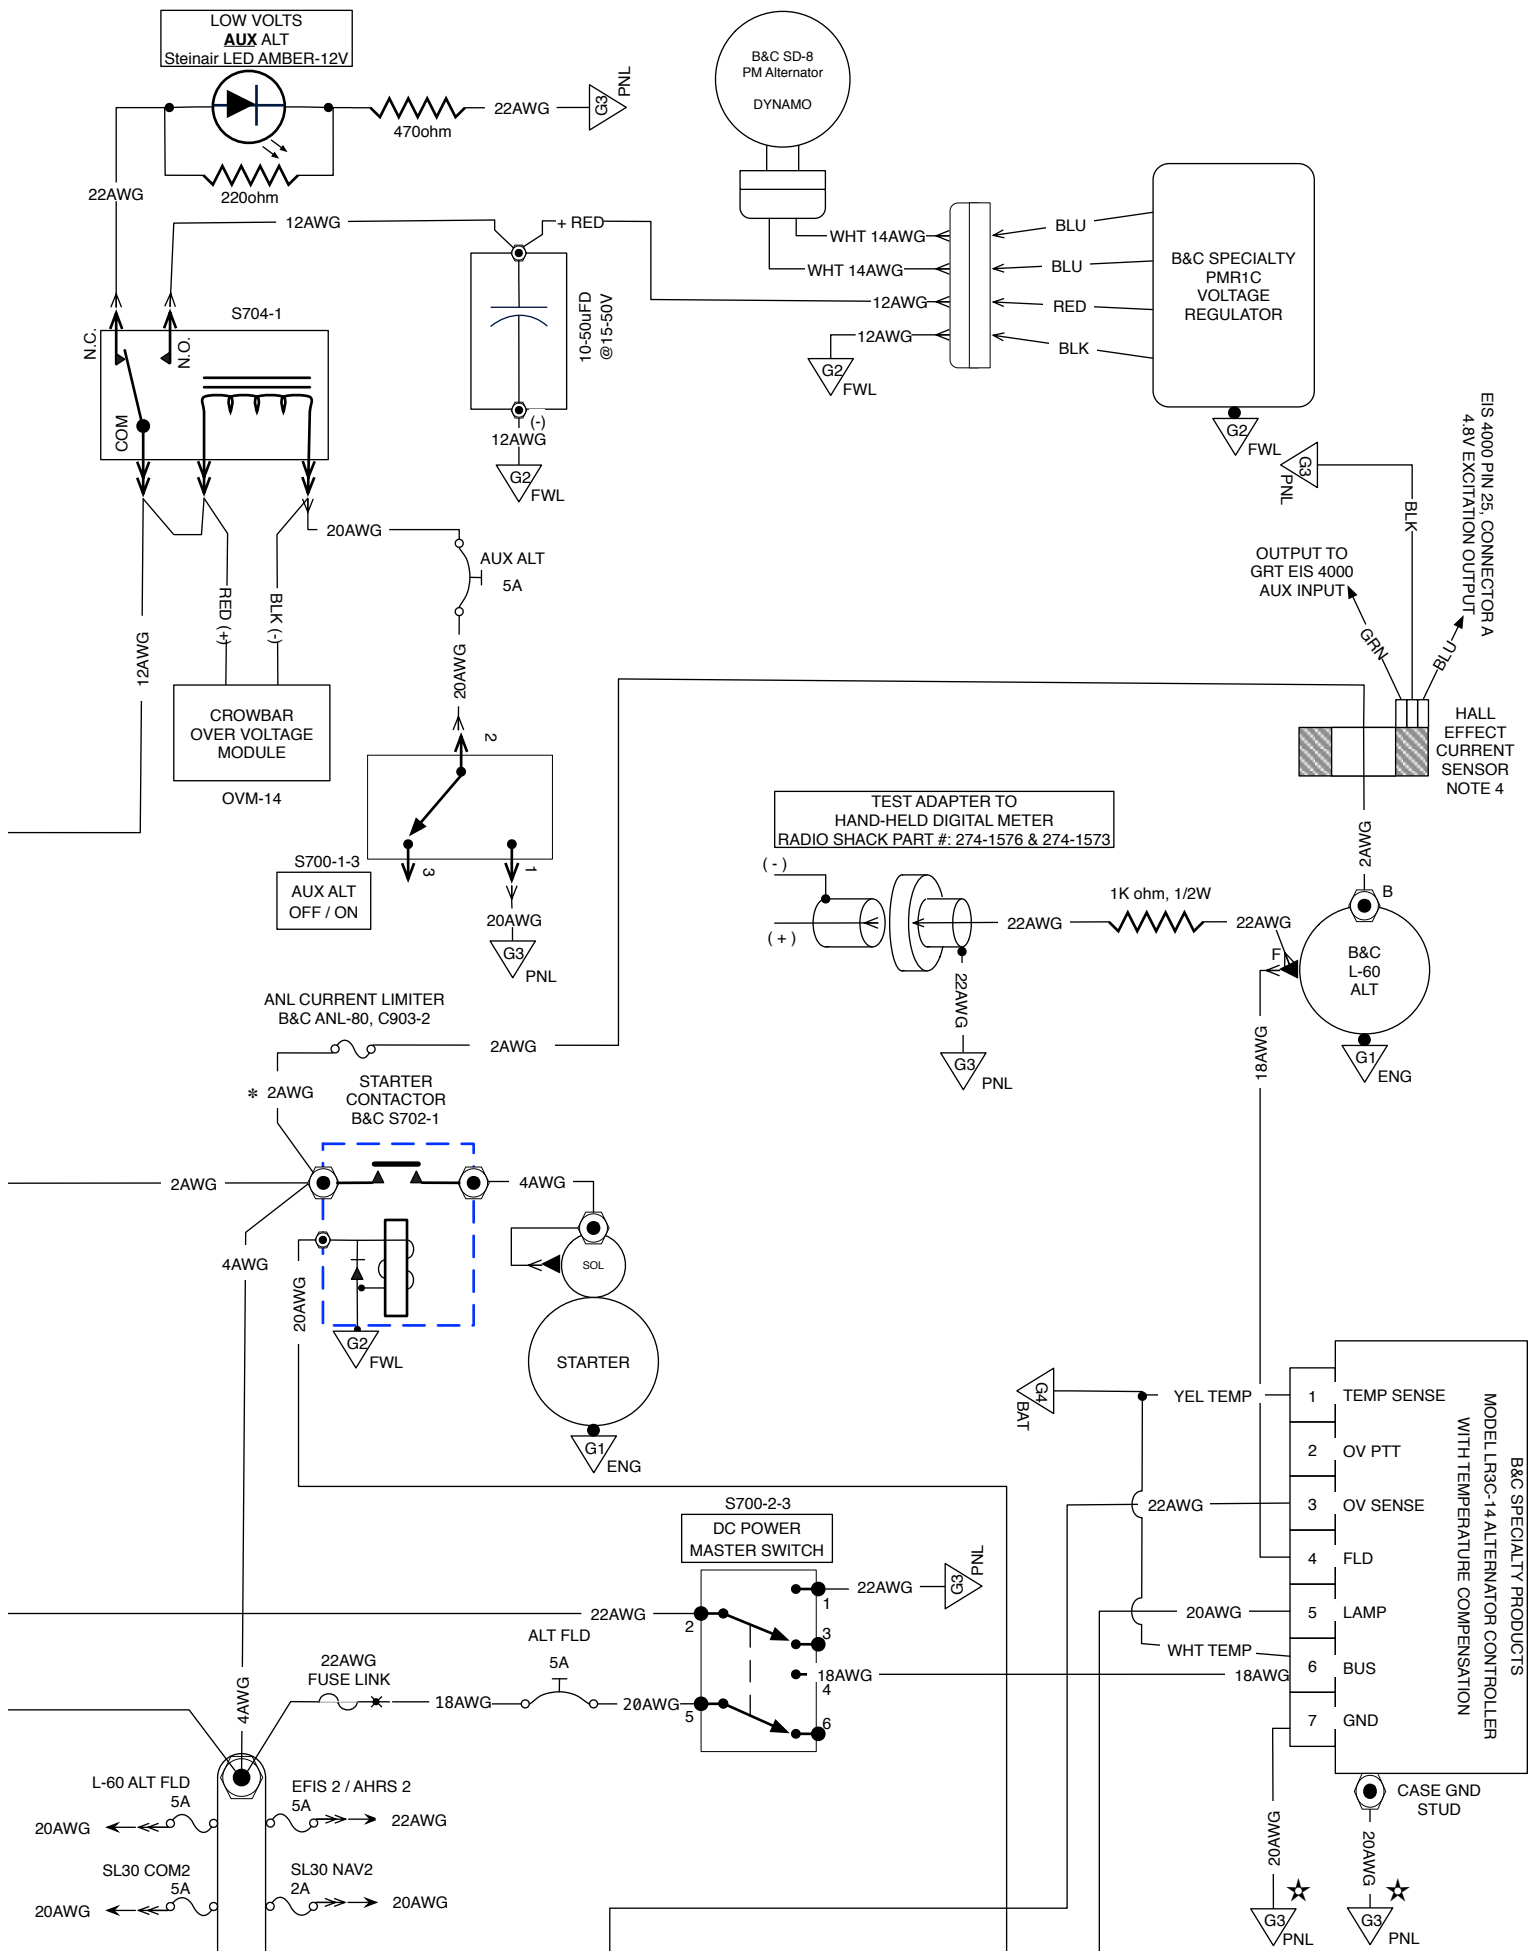 LOW VOLTS
AUX ALT
Steinair LED AMBER-12V
22AWG
G3
PNL
470ohm
220ohm
22AWG
B&C SD-8
PM Alternator
DYNAMO
12AWG
+ RED
WHT 14AWG
WHT 14AWG
12AWG
12AWG
G2
FWL
BLU
BLU
RED
BLK
B&C SPECIALTY
PMR1C
VOLTAGE
REGULATOR
G2
FWL
S704-1
N.C.
N.O.
COM
10-50uFD
@15-50V
(-)
12AWG
G2
FWL
20AWG
AUX ALT
5A
20AWG
12AWG
RED (+)
BLK (-)
CROWBAR
OVER VOLTAGE
MODULE
OVM-14
2
3
1
S700-1-3
AUX ALT
OFF / ON
20AWG
G3
PNL
G3
PNL
BLK
EIS 4000 PIN 25, CONNECTOR A
4.8V EXCITATION OUTPUT
OUTPUT TO
GRT EIS 4000
AUX INPUT
GRN
BLU
HALL
EFFECT
CURRENT
SENSOR
NOTE 4
2AWG
TEST ADAPTER TO
HAND-HELD DIGITAL METER
RADIO SHACK PART #: 274-1576 & 274-1573
(-)
(+)
22AWG
1K ohm, 1/2W
22AWG
22AWG
G3
PNL
B
F
B&C
L-60
ALT
G1
ENG
18AWG
ANL CURRENT LIMITER
B&C ANL-80, C903-2
2AWG
* 2AWG
STARTER
CONTACTOR
B&C S702-1
2AWG
4AWG
4AWG
SOL
20AWG
G2
FWL
STARTER
G1
ENG
G4
BAT
YEL TEMP
22AWG
20AWG
WHT TEMP
18AWG
1 TEMP SENSE
2 OV PTT
3 OV SENSE
4 FLD
5 LAMP
6 BUS
7 GND
B&C SPECIALTY PRODUCTS
MODEL LR3C-14 ALTERNATOR CONTROLLER
WITH TEMPERATURE COMPENSATION
CASE GND
STUD
20AWG
20AWG
G3
PNL
G3
PNL
S700-2-3
DC POWER
MASTER SWITCH
22AWG
G3
PNL
22AWG
1
2
3
4
5
6
18AWG
ALT FLD
5A
22AWG
FUSE LINK
18AWG
20AWG
4AWG
L-60 ALT FLD
5A
20AWG
EFIS 2 / AHRS 2
5A
22AWG
SL30 COM2
5A
20AWG
SL30 NAV2
2A
20AWG